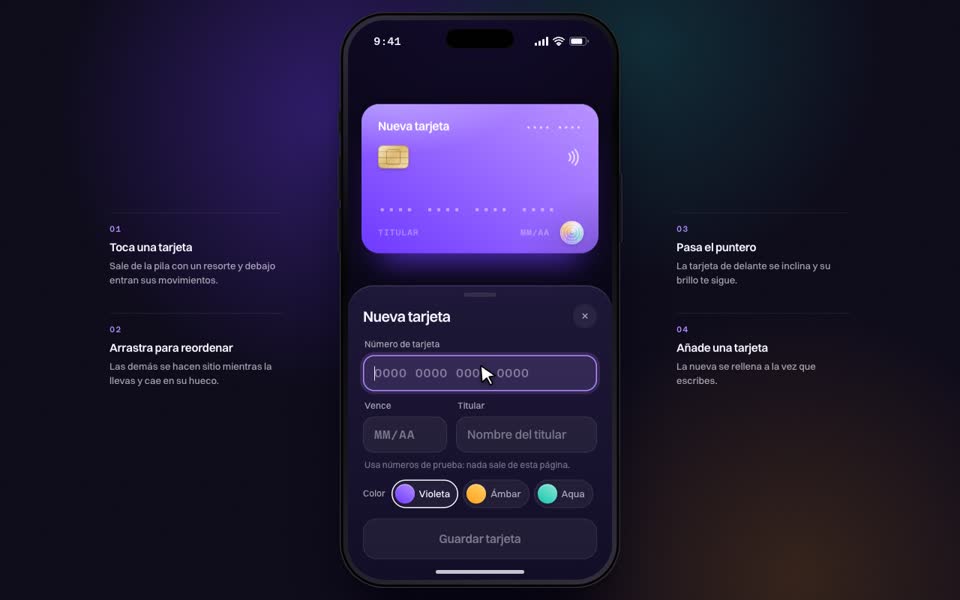 9:41
Nueva tarjeta
•••• ••••
•••• •••• •••• ••••
TITULAR
MM/AA
01
Toca una tarjeta
Sale de la pila con un resorte y debajo
entran sus movimientos.
02
Arrastra para reordenar
Las demás se hacen sitio mientras la
llevas y cae en su hueco.
Nueva tarjeta
×
Número de tarjeta
0000 0000 0000 0000
Vence
Titular
MM/AA
Nombre del titular
Usa números de prueba: nada sale de esta página.
Color
Violeta
Ámbar
Aqua
Guardar tarjeta
03
Pasa el puntero
La tarjeta de delante se inclina y su
brillo te sigue.
04
Añade una tarjeta
La nueva se rellena a la vez que
escribes.